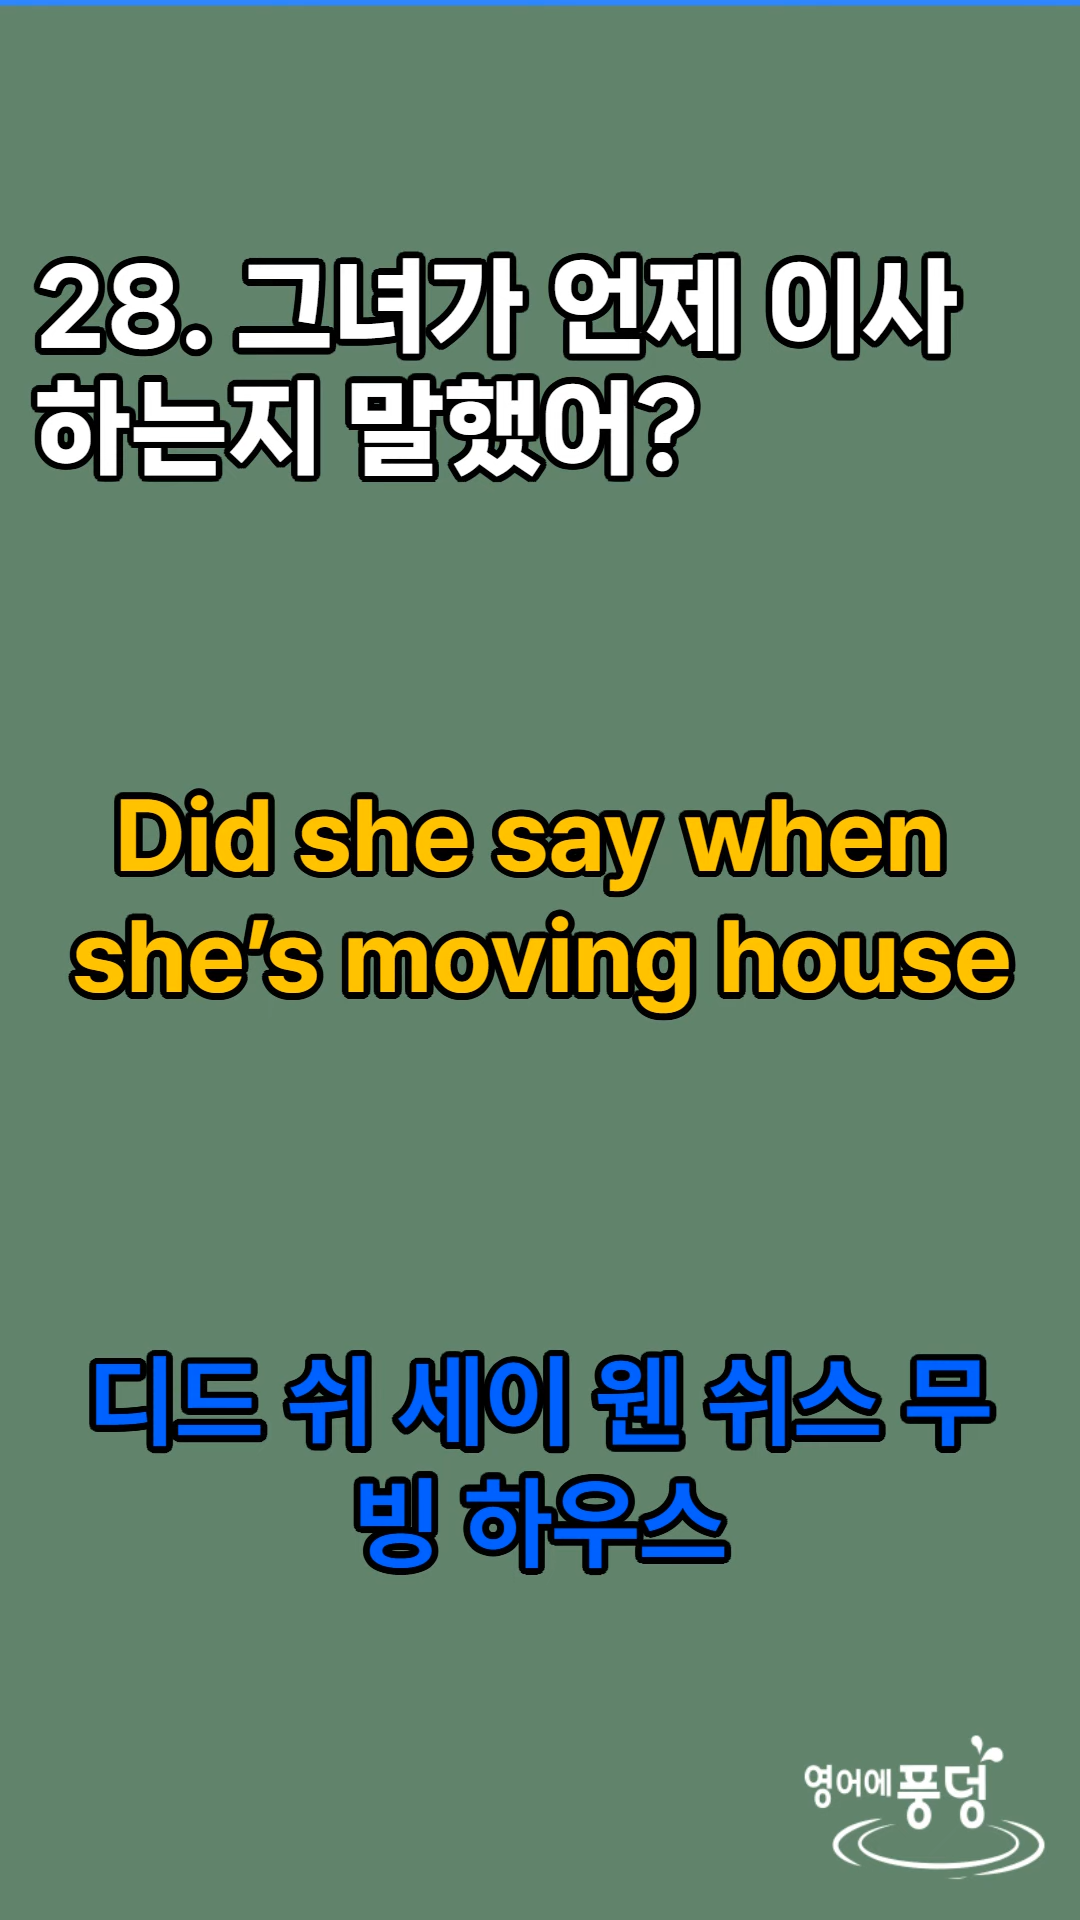 28. 그녀가 언제 이사
하는지 말했어?
Did she say when
she’s moving house
디드 쉬 세이 웬 쉬스 무
빙 하우스
영어에풍덩